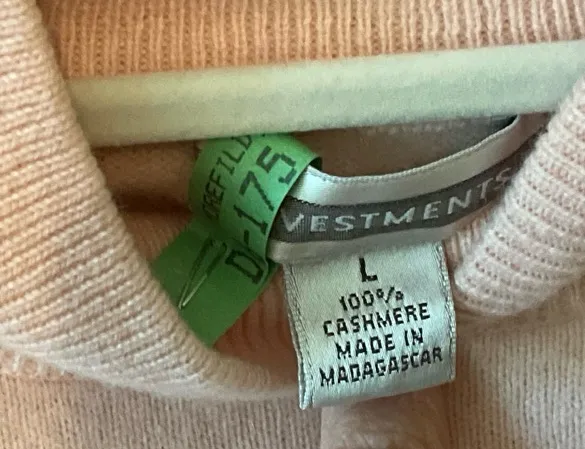 D-175
VESTMENTS
L
100%
CASHMERE
MADE IN
MADAGASCAR